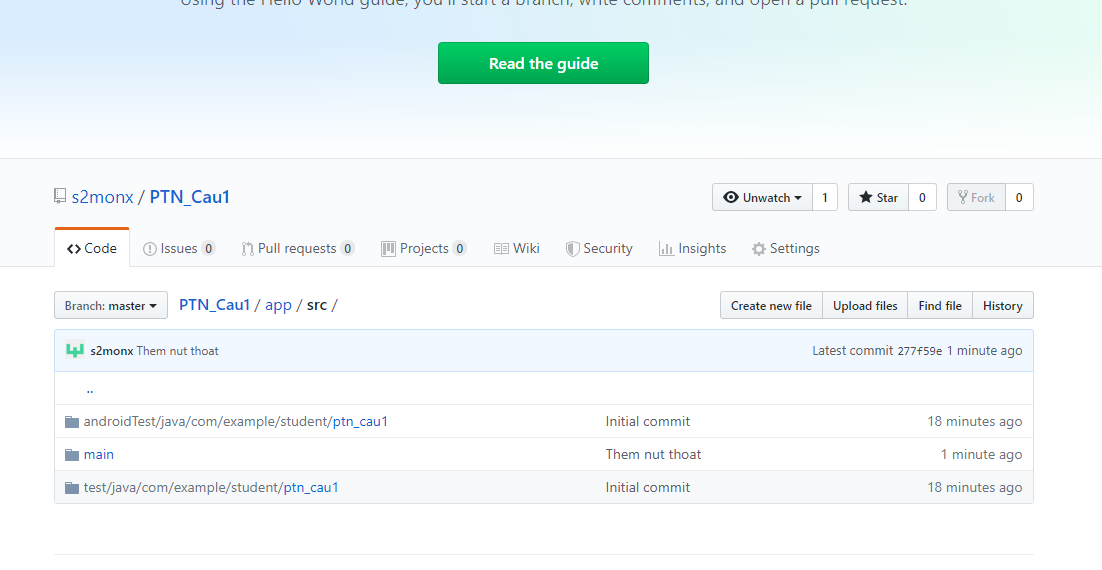 Using the Hello World guide, you'll start a branch, write comments, and open a pull request.
Read the guide
s2monx / PTN_Cau1
Unwatch 1 Star 0 Fork 0
Code Issues 0 Pull requests 0 Projects 0 Wiki Security Insights Settings
Branch: master PTN_Cau1 / app / src / Create new file Upload files Find file History
s2monx Them nut thoat Latest commit 277f59e 1 minute ago
..
androidTest/java/com/example/student/ptn_cau1 Initial commit 18 minutes ago
main Them nut thoat 1 minute ago
test/java/com/example/student/ptn_cau1 Initial commit 18 minutes ago